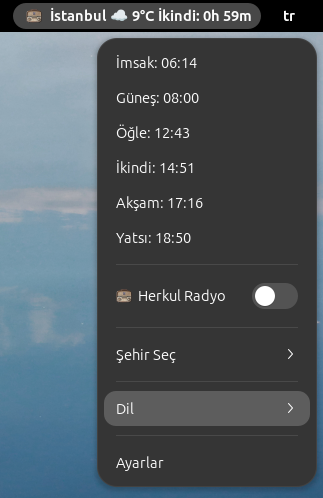 İstanbul ☁️ 9°C İkindi: 0h 59m tr
İmsak: 06:14
Güneş: 08:00
Öğle: 12:43
İkindi: 14:51
Akşam: 17:16
Yatsı: 18:50
Herkul Radyo
Şehir Seç
Dil
Ayarlar